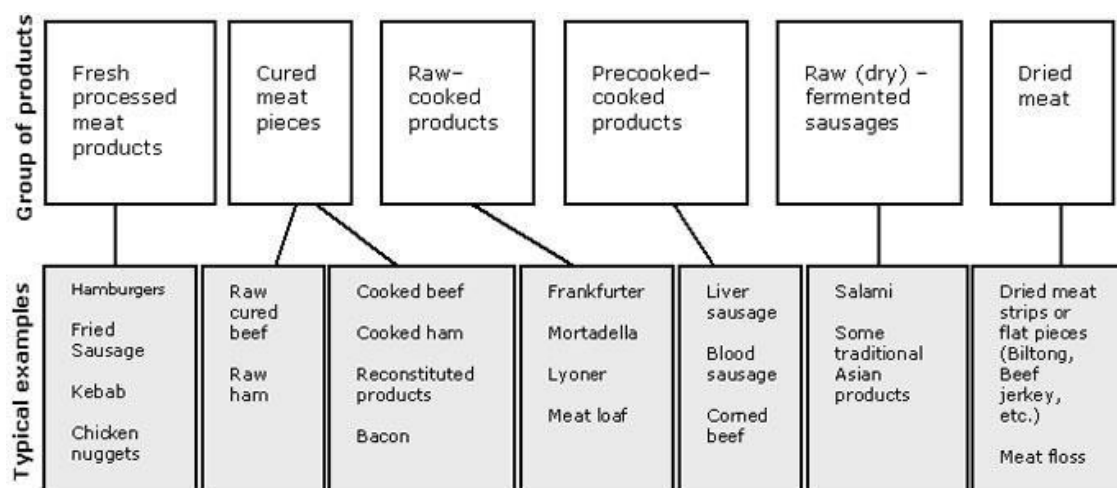 Group of products
Fresh
processed
meat
products
Cured
meat
pieces
Raw–
cooked
products
Precooked–
cooked
products
Raw (dry) –
fermented
sausages
Dried
meat
Typical examples
Hamburgers
Fried
Sausage
Kebab
Chicken
nuggets
Raw
cured
beef
Raw
ham
Cooked beef
Cooked ham
Reconstituted
products
Bacon
Frankfurter
Mortadella
Lyoner
Meat loaf
Liver
sausage
Blood
sausage
Corned
beef
Salami
Some
traditional
Asian
products
Dried meat
strips or
flat pieces
(Biltong,
Beef
jerkey,
etc.)
Meat floss